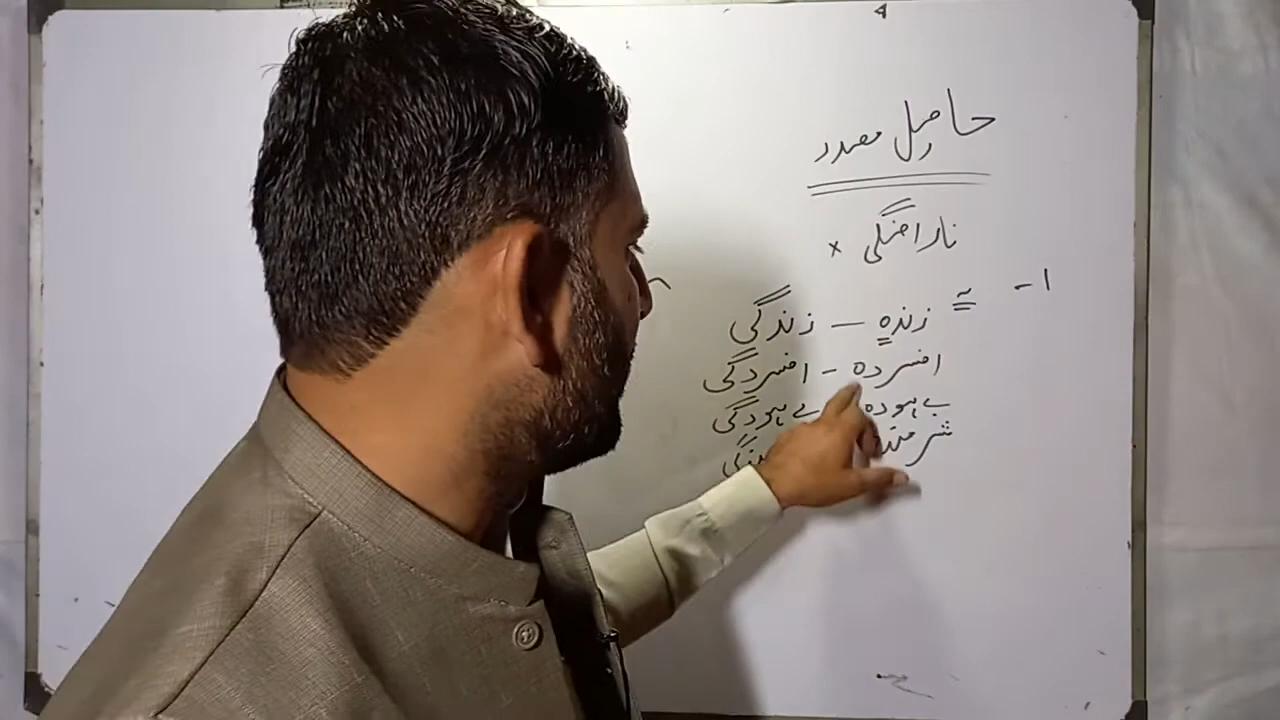 حاصل مصدر
ناراضگی ×
۱- ہ
زندہ – زندگی
افسردہ – افسردگی
بے ہودہ بے ہودگی